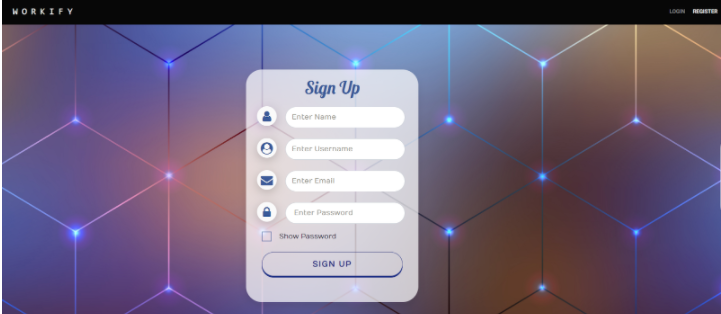 WORKIFY
LOGIN REGISTER
Sign Up
Enter Name
Enter Username
Enter Email
Enter Password
Show Password
SIGN UP